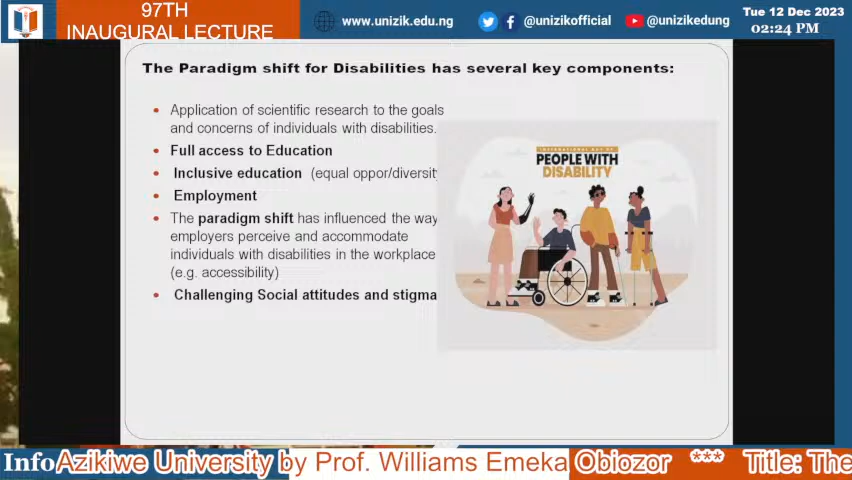 97TH
INAUGURAL LECTURE
www.unizik.edu.ng
@unizikofficial
@unizikedung
Tue 12 Dec 2023
02:24 PM
The Paradigm shift for Disabilities has several key components:
• Application of scientific research to the goals
and concerns of individuals with disabilities.
• Full access to Education
• Inclusive education (equal oppor/diversity
• Employment
• The paradigm shift has influenced the way
employers perceive and accommodate
individuals with disabilities in the workplace
(e.g. accessibility)
• Challenging Social attitudes and stigma
INTERNATIONAL DAY OF
PEOPLE WITH
DISABILITY
Info
Azikiwe University by Prof. Williams Emeka Obiozor *** Title: The